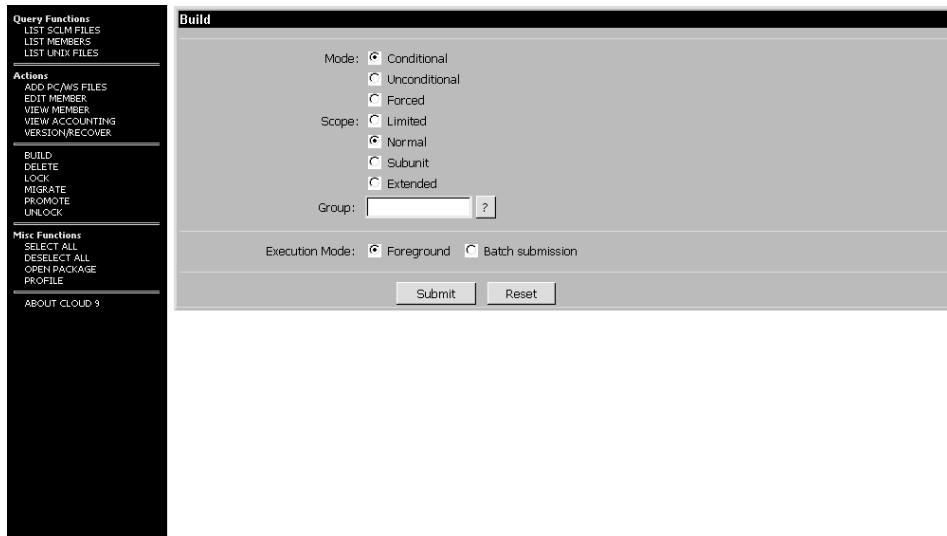 Query Functions
LIST SCLM FILES
LIST MEMBERS
LIST UNIX FILES
Actions
ADD PC/WS FILES
EDIT MEMBER
VIEW MEMBER
VIEW ACCOUNTING
VERSION/RECOVER
BUILD
DELETE
LOCK
MIGRATE
PROMOTE
UNLOCK
Misc Functions
SELECT ALL
DESELECT ALL
OPEN PACKAGE
PROFILE
ABOUT CLOUD 9
Build
Mode: Conditional
Unconditional
Forced
Scope: Limited
Normal
Subunit
Extended
Group: ?
Execution Mode: Foreground Batch submission
Submit Reset